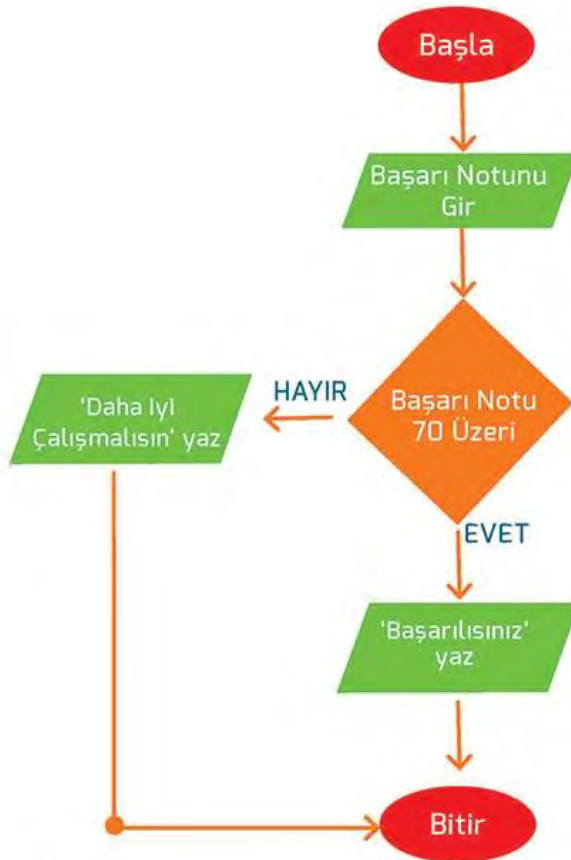 Başla
Başarı Notunu
Gir
Başarı Notu
70 Üzeri
HAYIR
'Daha Iyi
Çalışmalısın' yaz
EVET
'Başarılısınız'
yaz
Bitir